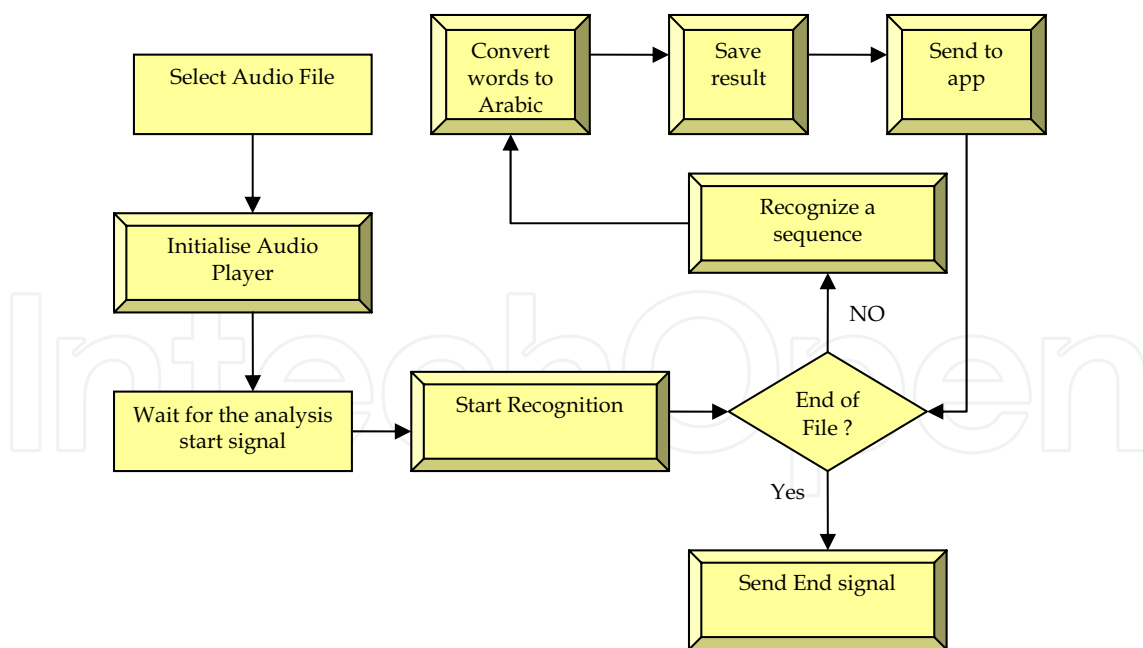 Select Audio File
Initialise Audio
Player
Wait for the analysis
start signal
Start Recognition
End of
File ?
NO
Recognize a
sequence
Convert
words to
Arabic
Save
result
Send to
app
Yes
Send End signal
IntechOpen